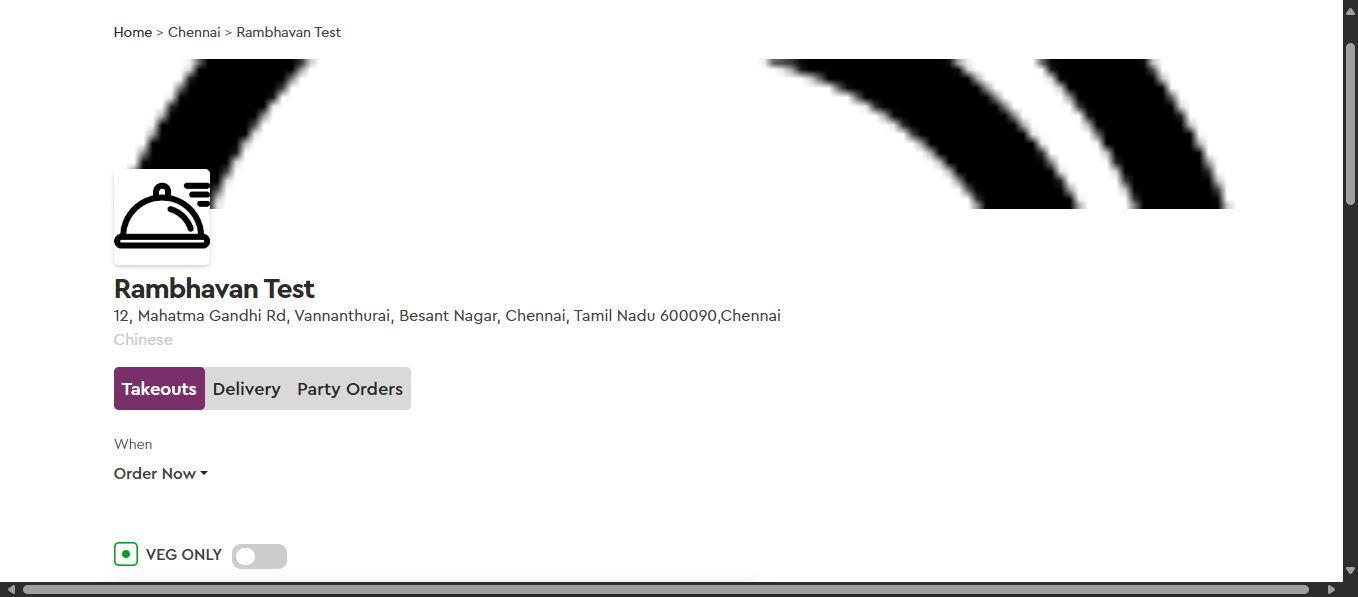 Home > Chennai > Rambhavan Test
Rambhavan Test
12, Mahatma Gandhi Rd, Vannanthurai, Besant Nagar, Chennai, Tamil Nadu 600090,Chennai
Chinese
Takeouts Delivery Party Orders
When
Order Now
VEG ONLY